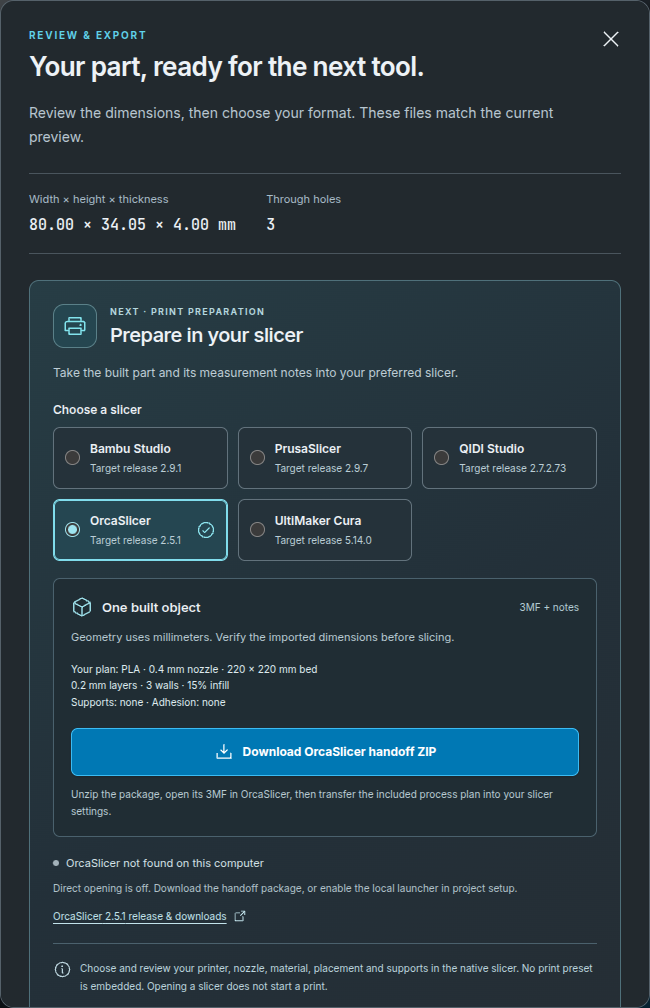 REVIEW & EXPORT
Your part, ready for the next tool.
Review the dimensions, then choose your format. These files match the current
preview.
Width × height × thickness
80.00 × 34.05 × 4.00 mm
Through holes
3
NEXT · PRINT PREPARATION
Prepare in your slicer
Take the built part and its measurement notes into your preferred slicer.
Choose a slicer
Bambu Studio
Target release 2.9.1
PrusaSlicer
Target release 2.9.7
QIDI Studio
Target release 2.7.2.73
OrcaSlicer
Target release 2.5.1
UltiMaker Cura
Target release 5.14.0
One built object
3MF + notes
Geometry uses millimeters. Verify the imported dimensions before slicing.
Your plan: PLA · 0.4 mm nozzle · 220 × 220 mm bed
0.2 mm layers · 3 walls · 15% infill
Supports: none · Adhesion: none
Download OrcaSlicer handoff ZIP
Unzip the package, open its 3MF in OrcaSlicer, then transfer the included process plan into your slicer
settings.
OrcaSlicer not found on this computer
Direct opening is off. Download the handoff package, or enable the local launcher in project setup.
OrcaSlicer 2.5.1 release & downloads
Choose and review your printer, nozzle, material, placement and supports in the native slicer. No print preset
is embedded. Opening a slicer does not start a print.